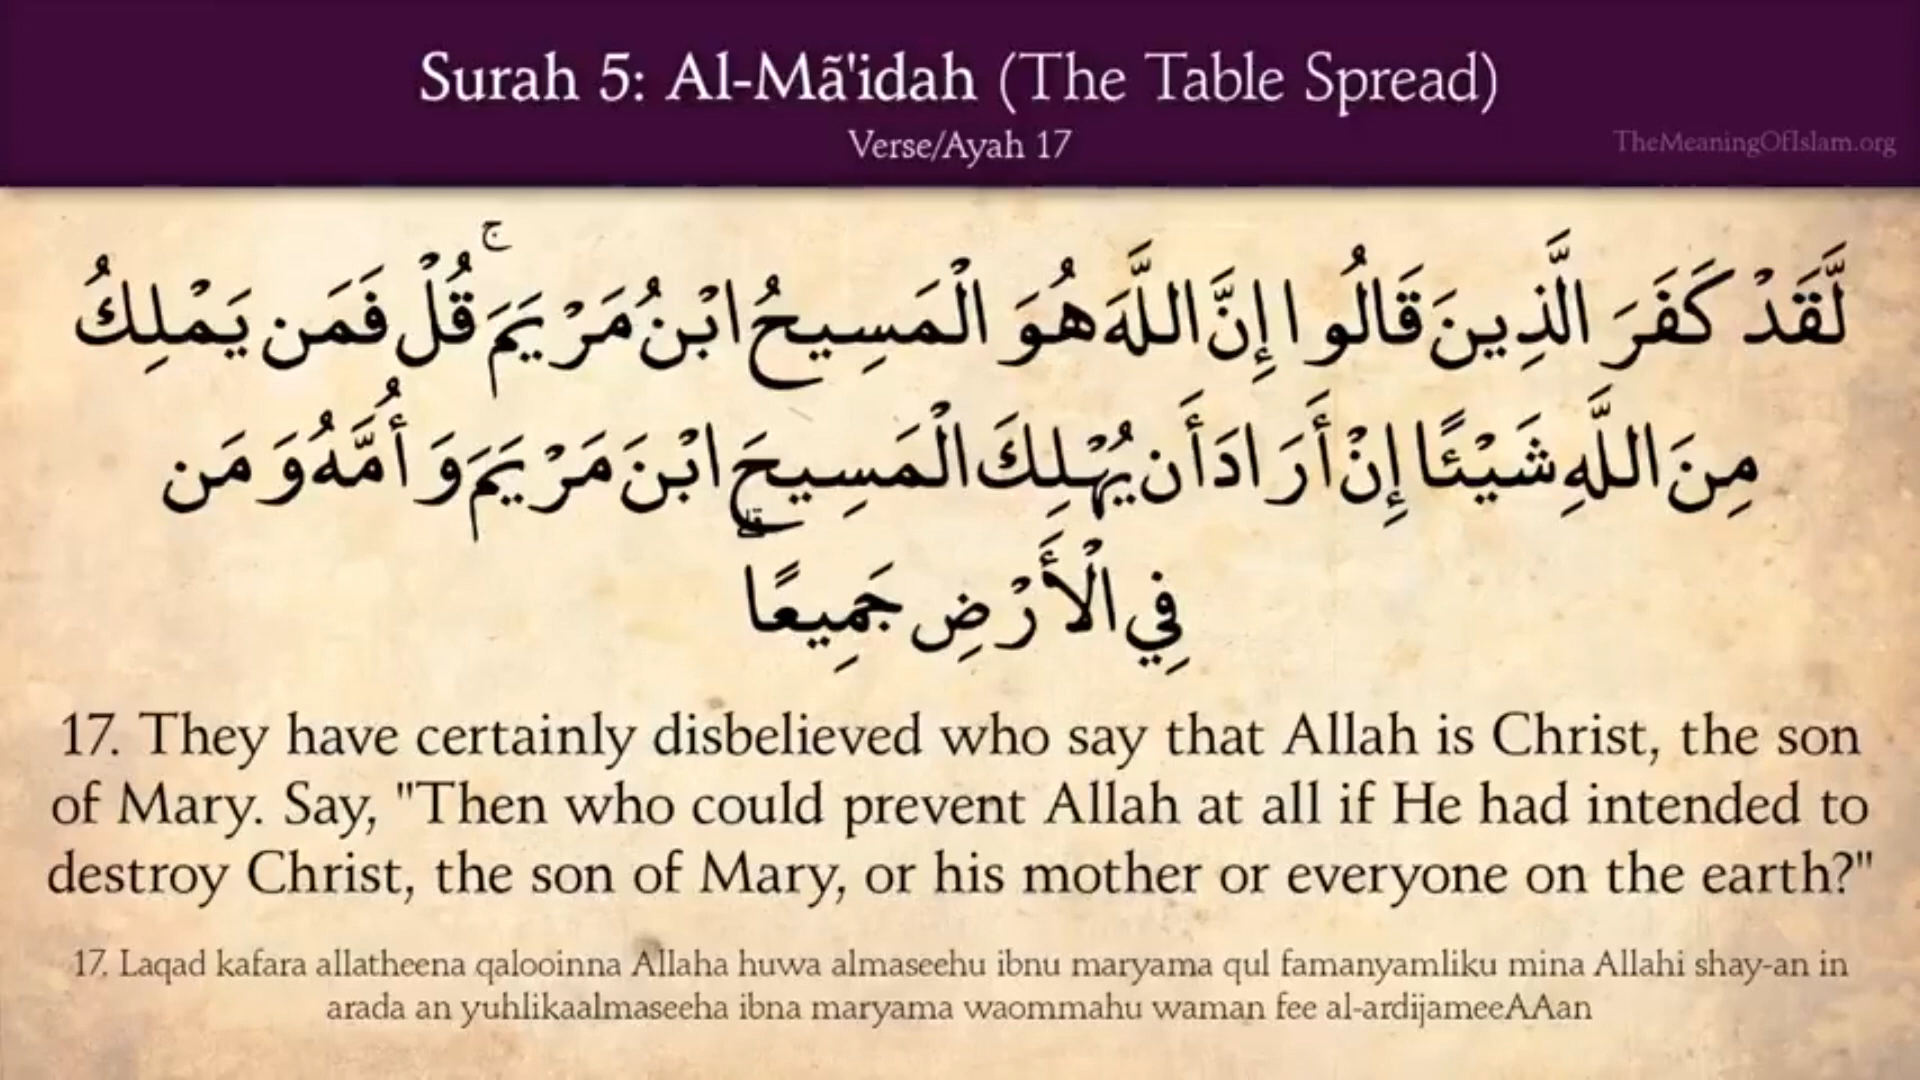 Surah 5: Al-Mã'idah (The Table Spread)
Verse/Ayah 17
TheMeaningOfIslam.org
لَّقَدْ كَفَرَ الَّذِينَ قَالُوا إِنَّ اللَّهَ هُوَ الْمَسِيحُ ابْنُ مَرْيَمَ ۚ قُلْ فَمَن يَمْلِكُ
مِنَ اللَّهِ شَيْئًا إِنْ أَرَادَ أَن يُهْلِكَ الْمَسِيحَ ابْنَ مَرْيَمَ وَأُمَّهُ وَمَن
فِي الْأَرْضِ جَمِيعًا ۗ
17. They have certainly disbelieved who say that Allah is Christ, the son
of Mary. Say, "Then who could prevent Allah at all if He had intended to
destroy Christ, the son of Mary, or his mother or everyone on the earth?"
17. Laqad kafara allatheena qalooinna Allaha huwa almaseehu ibnu maryama qul famanyamliku mina Allahi shay-an in
arada an yuhlikaalmaseeha ibna maryama waommahu waman fee al-ardijameeAAan